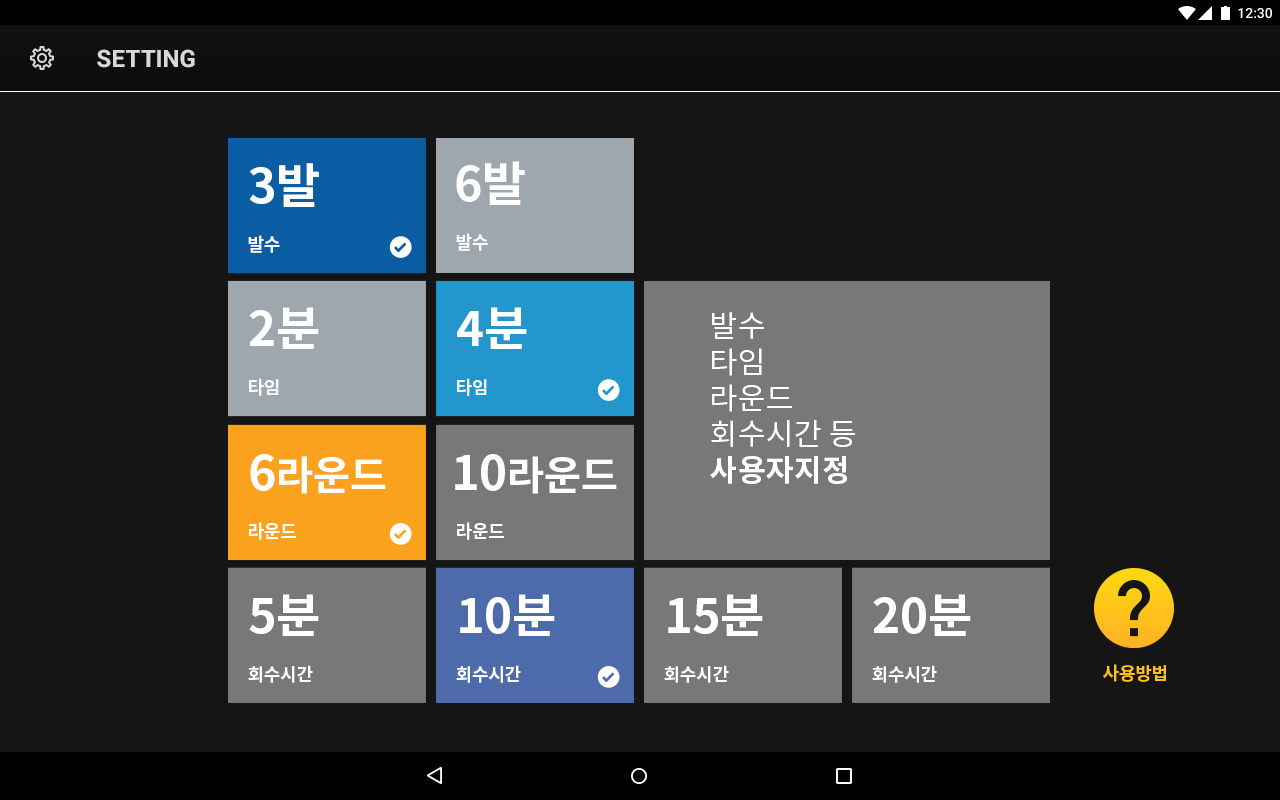 12:30
SETTING
3발
발수
6발
발수
2분
타임
4분
타임
발수
타임
라운드
회수시간 등
사용자지정
6라운드
라운드
10라운드
라운드
5분
회수시간
10분
회수시간
15분
회수시간
20분
회수시간
?
사용방법